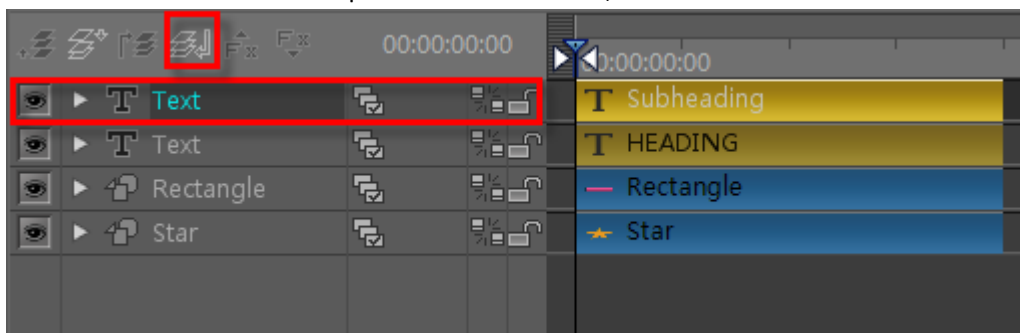 00:00:00:00
00:00:00:00
Text T Subheading
Text T HEADING
Rectangle Rectangle
Star Star